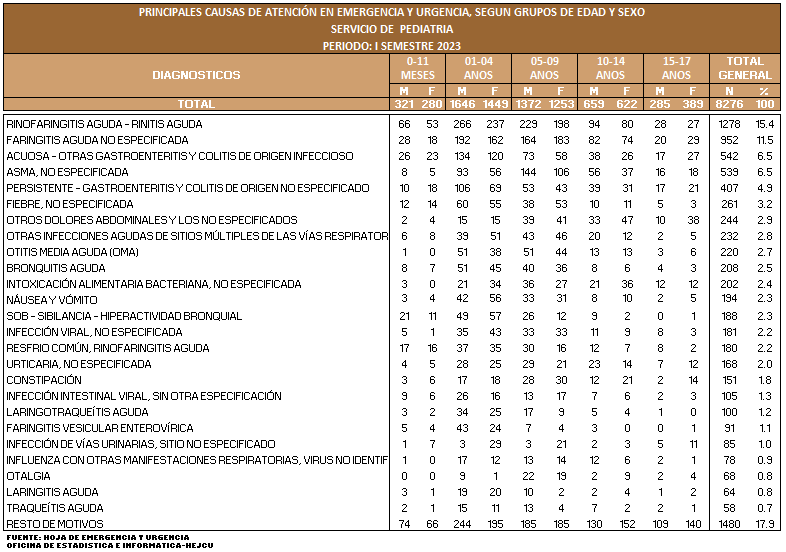 PRINCIPALES CAUSAS DE ATENCIÓN EN EMERGENCIA Y URGENCIA, SEGUN GRUPOS DE EDAD Y SEXO
SERVICIO DE PEDIATRIA
PERIODO: I SEMESTRE 2023
DIAGNOSTICOS 0-11 MESES 01-04 ANOS 05-09 ANOS 10-14 ANOS 15-17 ANOS TOTAL GENERAL
M F M F M F M F M F N %
TOTAL 321 280 1646 1449 1372 1253 659 622 285 389 8276 100
RINOFARINGITIS AGUDA - RINITIS AGUDA 66 53 266 237 229 198 94 80 28 27 1278 15.4
FARINGITIS AGUDA NO ESPECIFICADA 28 18 192 162 164 183 82 74 20 29 952 11.5
ACUOSA - OTRAS GASTROENTERITIS Y COLITIS DE ORIGEN INFECCIOSO 26 23 134 120 73 58 38 26 17 27 542 6.5
ASMA, NO ESPECIFICADA 8 5 93 56 144 106 56 37 16 18 539 6.5
PERSISTENTE - GASTROENTERITIS Y COLITIS DE ORIGEN NO ESPECIFICADO 10 18 106 69 53 43 39 31 17 21 407 4.9
FIEBRE, NO ESPECIFICADA 12 14 60 55 38 53 10 11 5 3 261 3.2
OTROS DOLORES ABDOMINALES Y LOS NO ESPECIFICADOS 2 4 15 15 39 41 33 47 10 38 244 2.9
OTRAS INFECCIONES AGUDAS DE SITIOS MÚLTIPLES DE LAS VÍAS RESPIRATOR 6 8 39 51 43 46 20 12 2 5 232 2.8
OTITIS MEDIA AGUDA (OMA) 1 0 51 38 51 44 13 13 3 6 220 2.7
BRONQUITIS AGUDA 8 7 51 45 40 36 8 6 4 3 208 2.5
INTOXICACIÓN ALIMENTARIA BACTERIANA, NO ESPECIFICADA 3 0 21 34 36 27 21 36 12 12 202 2.4
NÁUSEA Y VÓMITO 3 4 42 56 33 31 8 10 2 5 194 2.3
SOB - SIBILANCIA - HIPERACTIVIDAD BRONQUIAL 21 11 49 57 26 12 9 2 0 1 188 2.3
INFECCIÓN VIRAL, NO ESPECIFICADA 5 1 35 43 33 33 11 9 8 3 181 2.2
RESFRIO COMÚN, RINOFARINGITIS AGUDA 17 16 37 35 30 16 12 7 8 2 180 2.2
URTICARIA, NO ESPECIFICADA 4 5 28 25 29 21 23 14 7 12 168 2.0
CONSTIPACIÓN 3 6 17 18 28 30 12 21 2 14 151 1.8
INFECCIÓN INTESTINAL VIRAL, SIN OTRA ESPECIFICACIÓN 9 6 26 16 13 17 7 6 2 3 105 1.3
LARINGOTRAQUEÍTIS AGUDA 3 2 34 25 17 9 5 4 1 0 100 1.2
FARINGITIS VESICULAR ENTEROVÍRICA 5 4 43 24 7 4 3 0 0 1 91 1.1
INFECCIÓN DE VÍAS URINARIAS, SITIO NO ESPECIFICADO 1 7 3 29 3 21 2 3 5 11 85 1.0
INFLUENZA CON OTRAS MANIFESTACIONES RESPIRATORIAS, VIRUS NO IDENTIF 1 0 17 12 13 14 12 6 2 1 78 0.9
OTALGIA 0 0 9 1 22 19 2 9 2 4 68 0.8
LARINGITIS AGUDA 3 1 19 20 10 2 2 4 1 2 64 0.8
TRAQUEÍTIS AGUDA 2 1 15 11 13 4 7 2 2 1 58 0.7
RESTO DE MOTIVOS 74 66 244 195 185 185 130 152 109 140 1480 17.9
FUENTE: HOJA DE EMERGENCIA Y URGENCIA
OFICINA DE ESTADISTICA E INFORMATICA-HEJCU